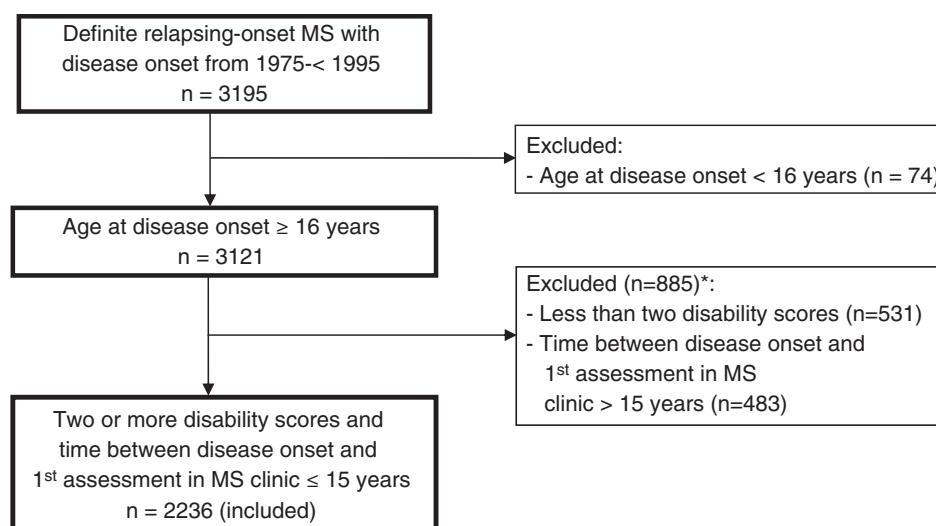 Definite relapsing-onset MS with
disease onset from 1975-< 1995
n = 3195
Excluded:
- Age at disease onset < 16 years (n = 74)
Age at disease onset ≥ 16 years
n = 3121
Excluded (n=885)*:
- Less than two disability scores (n=531)
- Time between disease onset and
1st assessment in MS
clinic > 15 years (n=483)
Two or more disability scores and
time between disease onset and
1st assessment in MS clinic ≤ 15 years
n = 2236 (included)